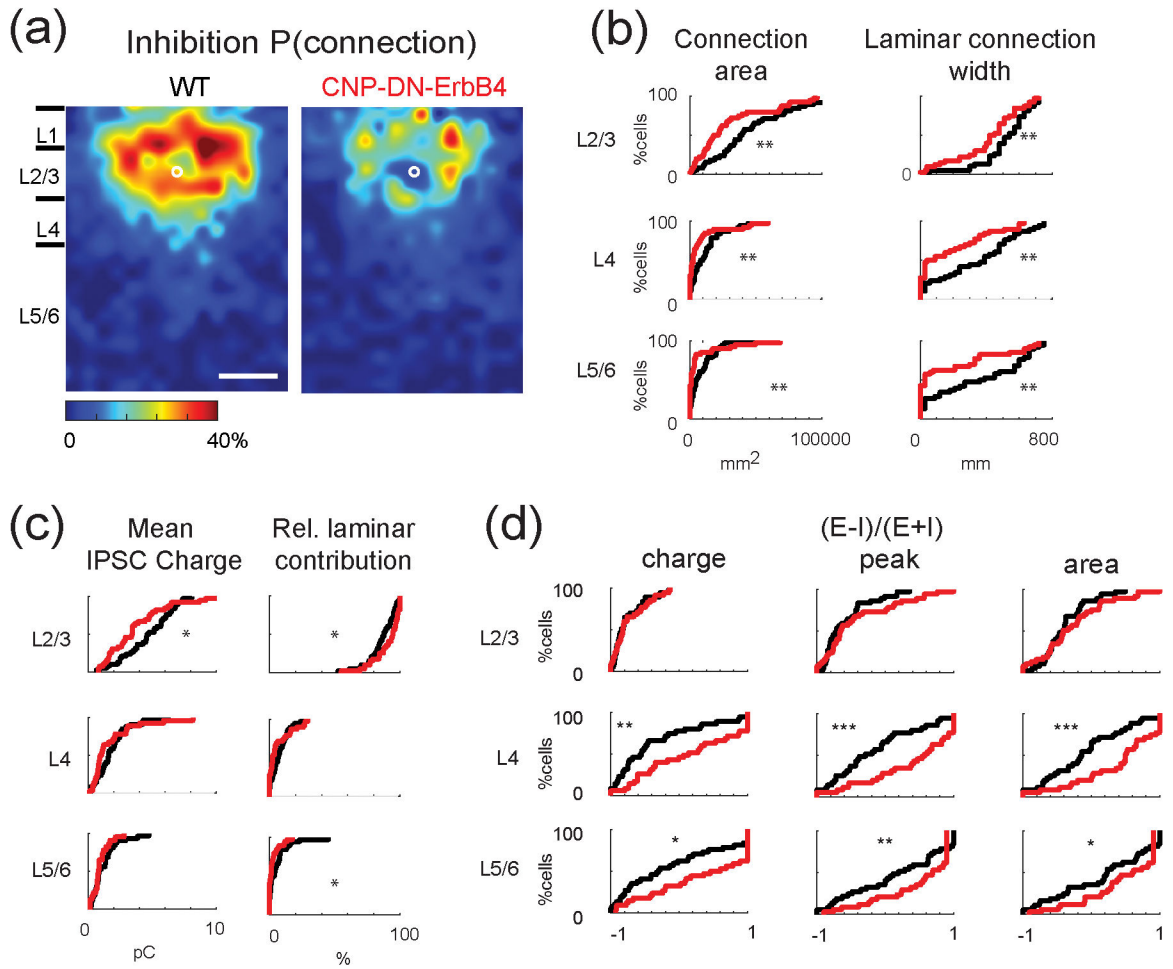 (a)
Inhibition P(connection)
WT
CNP-DN-ErbB4
L1
L2/3
L4
L5/6
0
40%
(b)
Connection
area
Laminar connection
width
L2/3
%cells
100
0
**
100
0
**
L4
%cells
100
0
**
**
L5/6
%cells
100
0
**
**
0
100000
mm2
0
800
mm
(c)
Mean
IPSC Charge
Rel. laminar
contribution
L2/3
*
*
L4
L5/6
*
0
10
pC
0
100
%
(d)
(E-I)/(E+I)
charge
peak
area
L2/3
%cells
100
0
L4
%cells
100
0
**
***
***
L5/6
%cells
100
0
*
**
*
-1
1
-1
1
-1
1